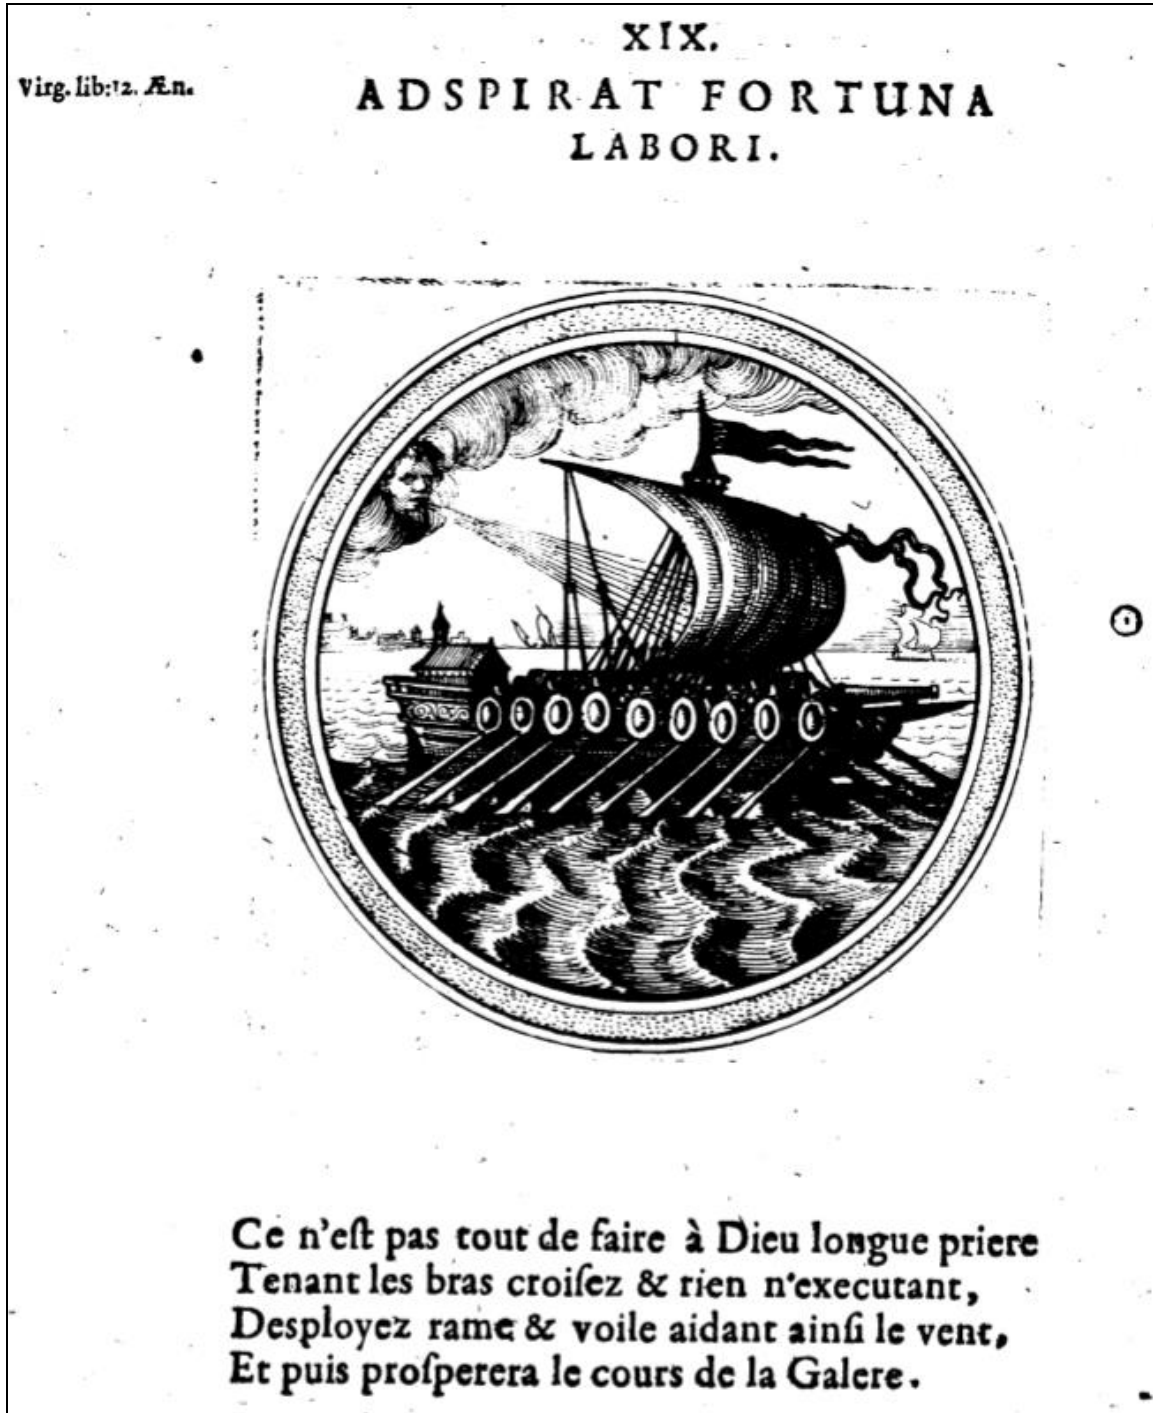 XIX.
Virg. lib:12. Æn.
ADSPIRAT FORTUNA
LABORI.
Ce n'eſt pas tout de faire à Dieu longue priere
Tenant les bras croiſez & rien n'executant,
Desployez rame & voile aidant ainſi le vent,
Et puis proſperera le cours de la Galere.